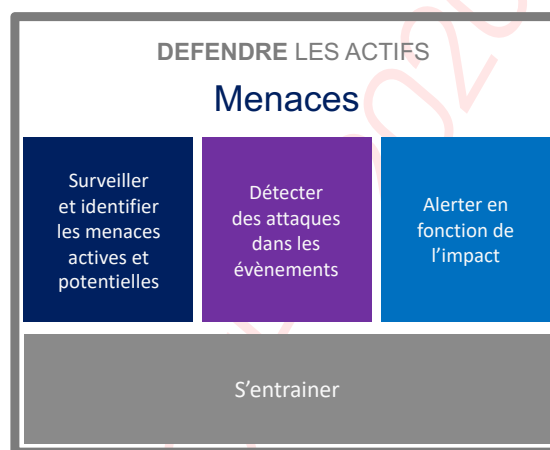 DEFENDRE LES ACTIFS
Menaces
Surveiller
et identifier
les menaces
actives et
potentielles
Détecter
des attaques
dans les
évènements
Alerter en
fonction de
l’impact
S’entrainer